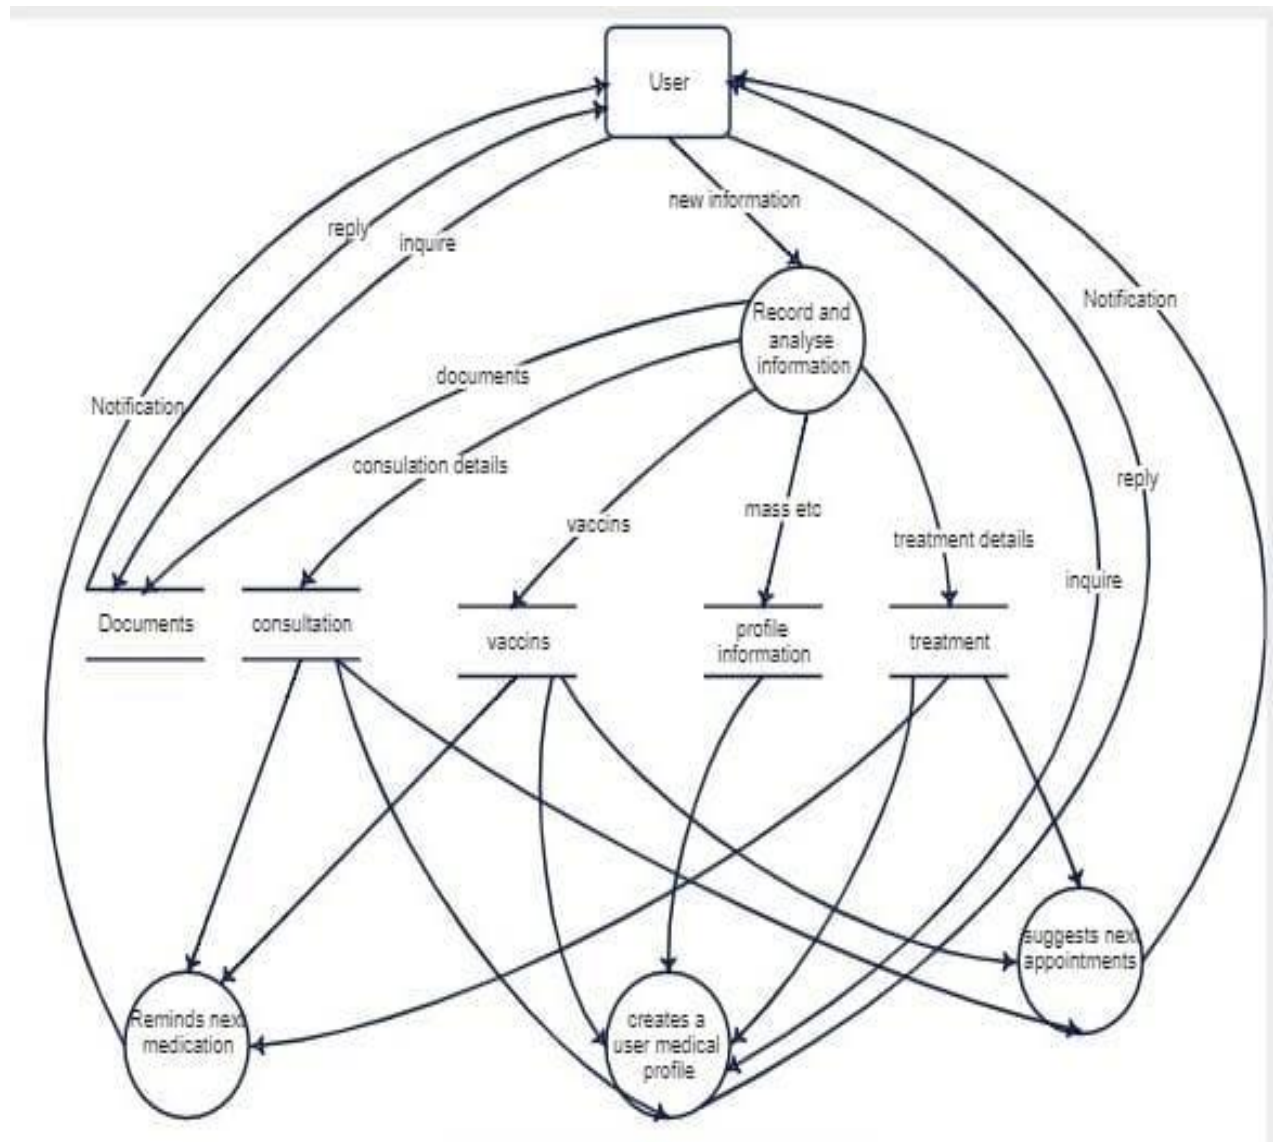 User
new information
reply
inquire
Notification
Record and
analyse
information
documents
Notification
consulation details
reply
mass etc
vaccins
treatment details
inquire
Documents
consultation
vaccins
profile
information
treatment
suggests next
appointments
Reminds next
medication
creates a
user medical
profile